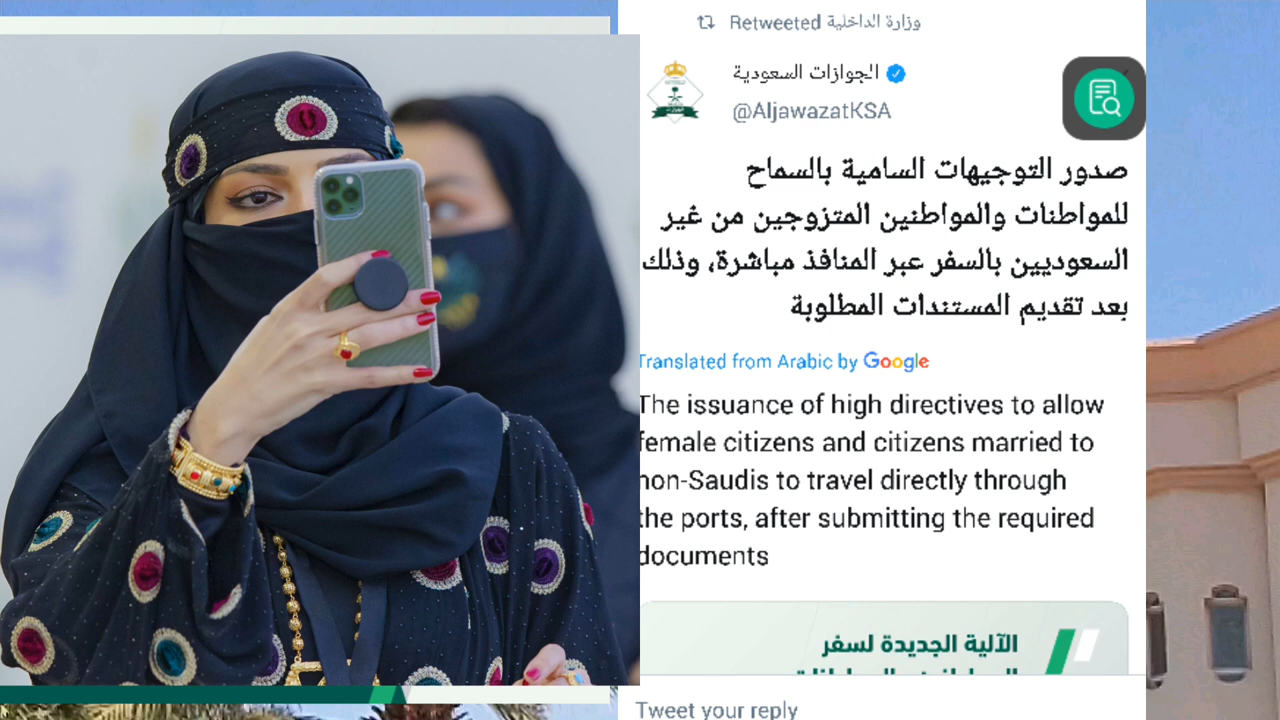 Retweeted وزارة الداخلية
الجوازات السعودية
@AljawazatKSA
صدور التوجيهات السامية بالسماح
للمواطنات والمواطنين المتزوجين من غير
السعوديين بالسفر عبر المنافذ مباشرة، وذلك
بعد تقديم المستندات المطلوبة
Translated from Arabic by Google
The issuance of high directives to allow
female citizens and citizens married to
non-Saudis to travel directly through
the ports, after submitting the required
documents
الآلية الجديدة لسفر
Tweet your reply